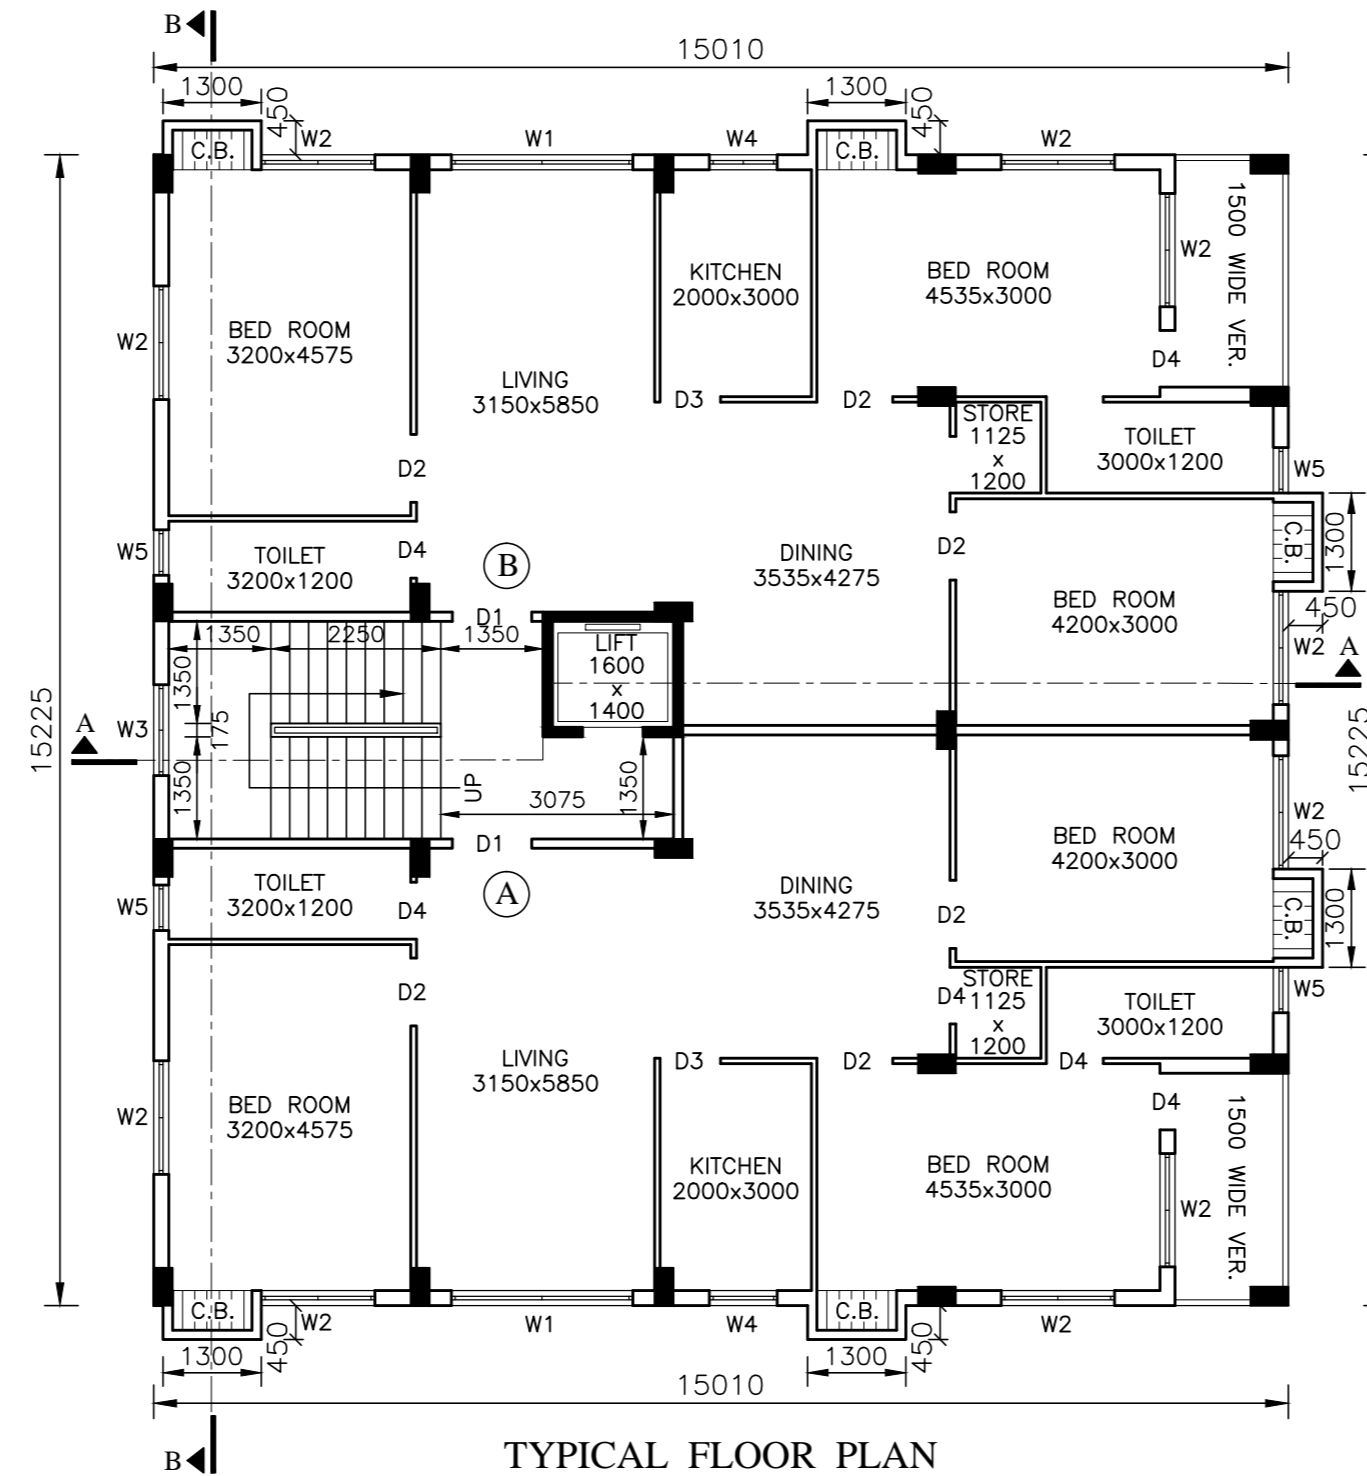 B
15010
1300
450
1300
450
C.B.
W2
W1
W4
C.B.
W2
1500 WIDE VER.
W2
KITCHEN
2000x3000
BED ROOM
4535x3000
W2
BED ROOM
3200x4575
LIVING
3150x5850
D4
D3
D2
STORE
1125
x
1200
TOILET
3000x1200
D2
W5
W5
TOILET
3200x1200
D4
B
DINING
3535x4275
D2
C.B.
1300
BED ROOM
4200x3000
450
D1
1350
2250
1350
LIFT
1600
x
1400
W2
A
1350
175
1350
15225
A
W3
UP
3075
1350
15225
D1
W2
450
BED ROOM
4200x3000
TOILET
3200x1200
A
DINING
3535x4275
W5
D4
D2
C.B.
1300
D2
D4
STORE
1125
x
1200
TOILET
3000x1200
W5
LIVING
3150x5850
D3
D2
D4
W2
BED ROOM
3200x4575
D4
1500 WIDE VER.
KITCHEN
2000x3000
BED ROOM
4535x3000
W2
C.B.
W2
W1
W4
C.B.
W2
1300
450
1300
450
15010
B
TYPICAL FLOOR PLAN